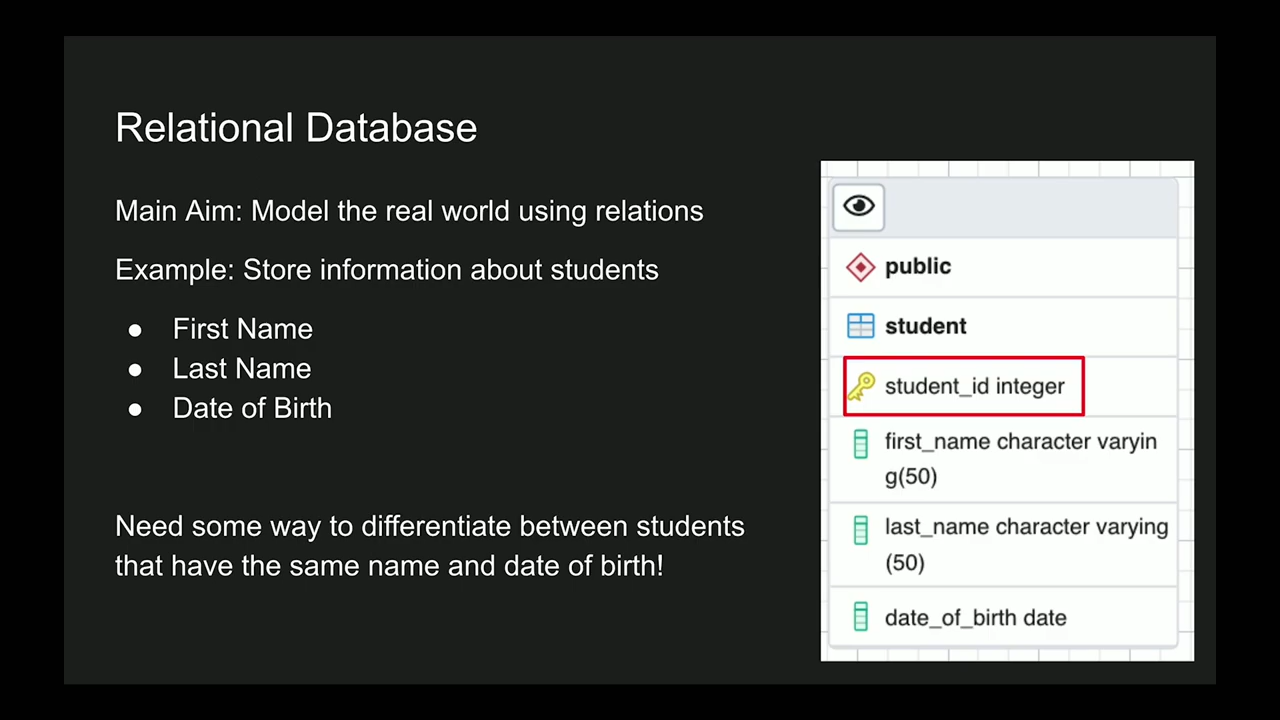 Relational Database
Main Aim: Model the real world using relations
Example: Store information about students
● First Name
● Last Name
● Date of Birth
Need some way to differentiate between students
that have the same name and date of birth!
public
student
student_id integer
first_name character varyin
g(50)
last_name character varying
(50)
date_of_birth date